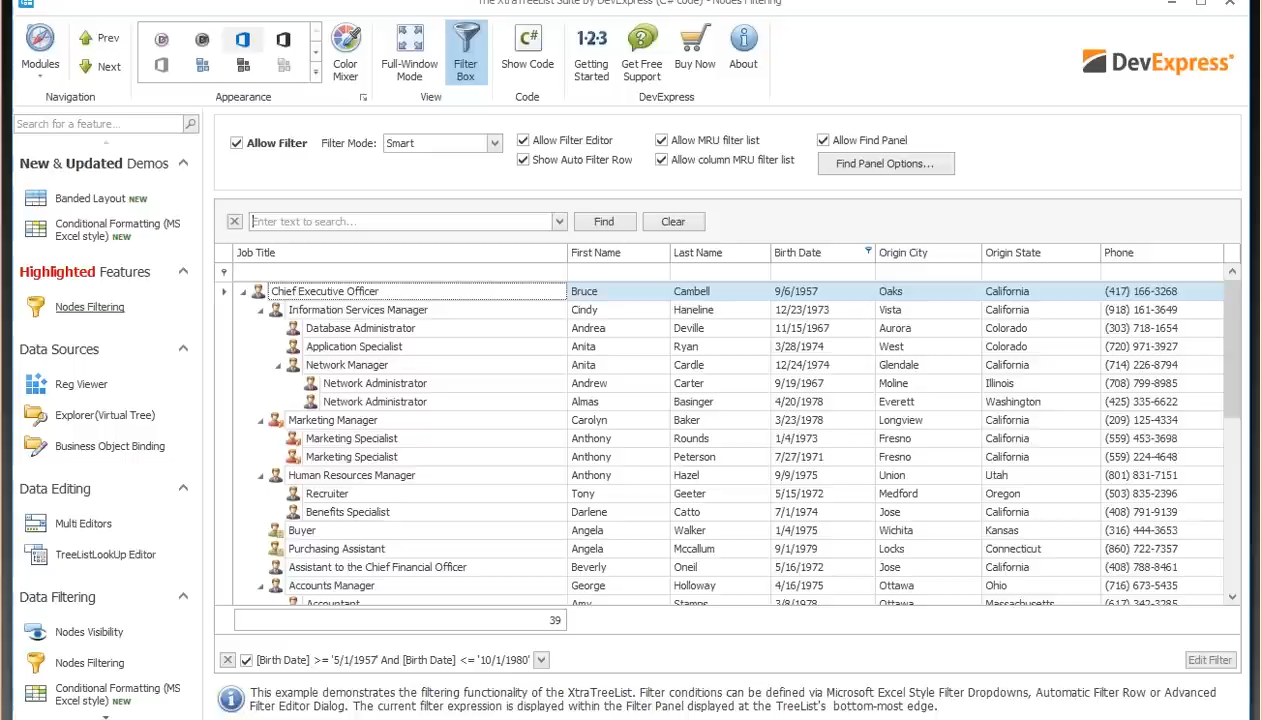 The XtraTreeList Suite by DevExpress (C# code) - Nodes Filtering
Modules
Prev
Next
Navigation
Appearance
Color Mixer
Full-Window Mode
Filter Box
View
C#
Show Code
Code
1·2·3
Getting Started
Get Free Support
Buy Now
About
DevExpress
DevExpress
Search for a feature...
New & Updated Demos
Banded Layout NEW
Conditional Formatting (MS
Excel style) NEW
Highlighted Features
Nodes Filtering
Data Sources
Reg Viewer
Explorer(Virtual Tree)
Business Object Binding
Data Editing
Multi Editors
TreeListLookUp Editor
Data Filtering
Nodes Visibility
Nodes Filtering
Conditional Formatting (MS
Excel style) NEW
Allow Filter Filter Mode: Smart
Allow Filter Editor
Show Auto Filter Row
Allow MRU filter list
Allow column MRU filter list
Allow Find Panel
Find Panel Options...
Enter text to search... Find Clear
Job Title First Name Last Name Birth Date Origin City Origin State Phone
Chief Executive Officer Bruce Cambell 9/6/1957 Oaks California (417) 166-3268
Information Services Manager Cindy Haneline 12/23/1973 Vista California (918) 161-3649
Database Administrator Andrea Deville 11/15/1967 Aurora Colorado (303) 718-1654
Application Specialist Anita Ryan 3/28/1974 West Colorado (720) 971-3927
Network Manager Anita Cardle 12/24/1974 Glendale California (714) 226-8794
Network Administrator Andrew Carter 9/19/1967 Moline Illinois (708) 799-8985
Network Administrator Almas Basinger 4/20/1978 Everett Washington (425) 335-6622
Marketing Manager Carolyn Baker 3/23/1978 Longview California (209) 125-4334
Marketing Specialist Anthony Rounds 1/4/1973 Fresno California (559) 453-3698
Marketing Specialist Anthony Peterson 7/27/1971 Fresno California (559) 224-4648
Human Resources Manager Anthony Hazel 9/9/1975 Union Utah (801) 831-7151
Recruiter Tony Geeter 5/15/1972 Medford Oregon (503) 835-2396
Benefits Specialist Darlene Catto 7/1/1974 Jose California (408) 791-9139
Buyer Angela Walker 1/4/1975 Wichita Kansas (316) 444-3653
Purchasing Assistant Angela Mccallum 9/1/1979 Locks Connecticut (860) 722-7357
Assistant to the Chief Financial Officer Beverly Oneil 5/16/1972 Jose California (408) 788-8461
Accounts Manager George Holloway 4/16/1975 Ottawa Ohio (716) 673-5435
Accountant Amy Stamps 3/8/1978 Ottawa Massachusetts (617) 342-3285
39
[Birth Date] >= '5/1/1957' And [Birth Date] <= '10/1/1980' Edit Filter
This example demonstrates the filtering functionality of the XtraTreeList. Filter conditions can be defined via Microsoft Excel Style Filter Dropdowns, Automatic Filter Row or Advanced
Filter Editor Dialog. The current filter expression is displayed within the Filter Panel displayed at the TreeList's bottom-most edge.